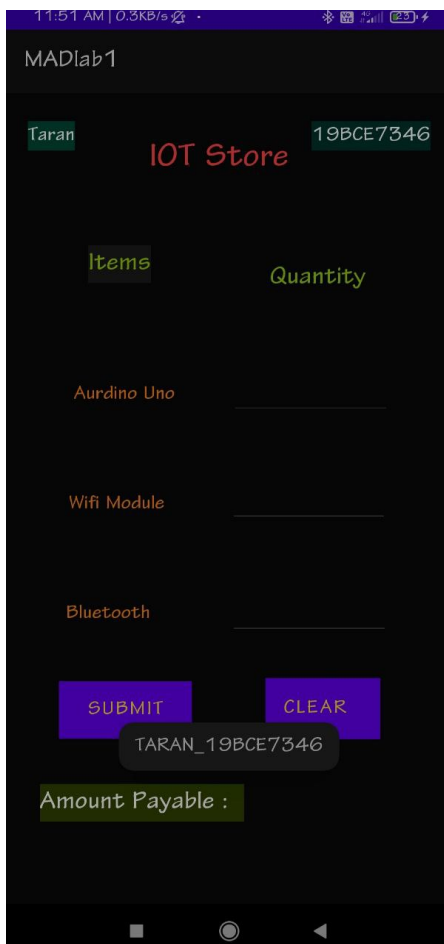 11:51 AM | 0.3KB/s
23
MADlab1
Taran
19BCE7346
IOT Store
Items
Quantity
Aurdino Uno
Wifi Module
Bluetooth
SUBMIT
CLEAR
TARAN_19BCE7346
Amount Payable :